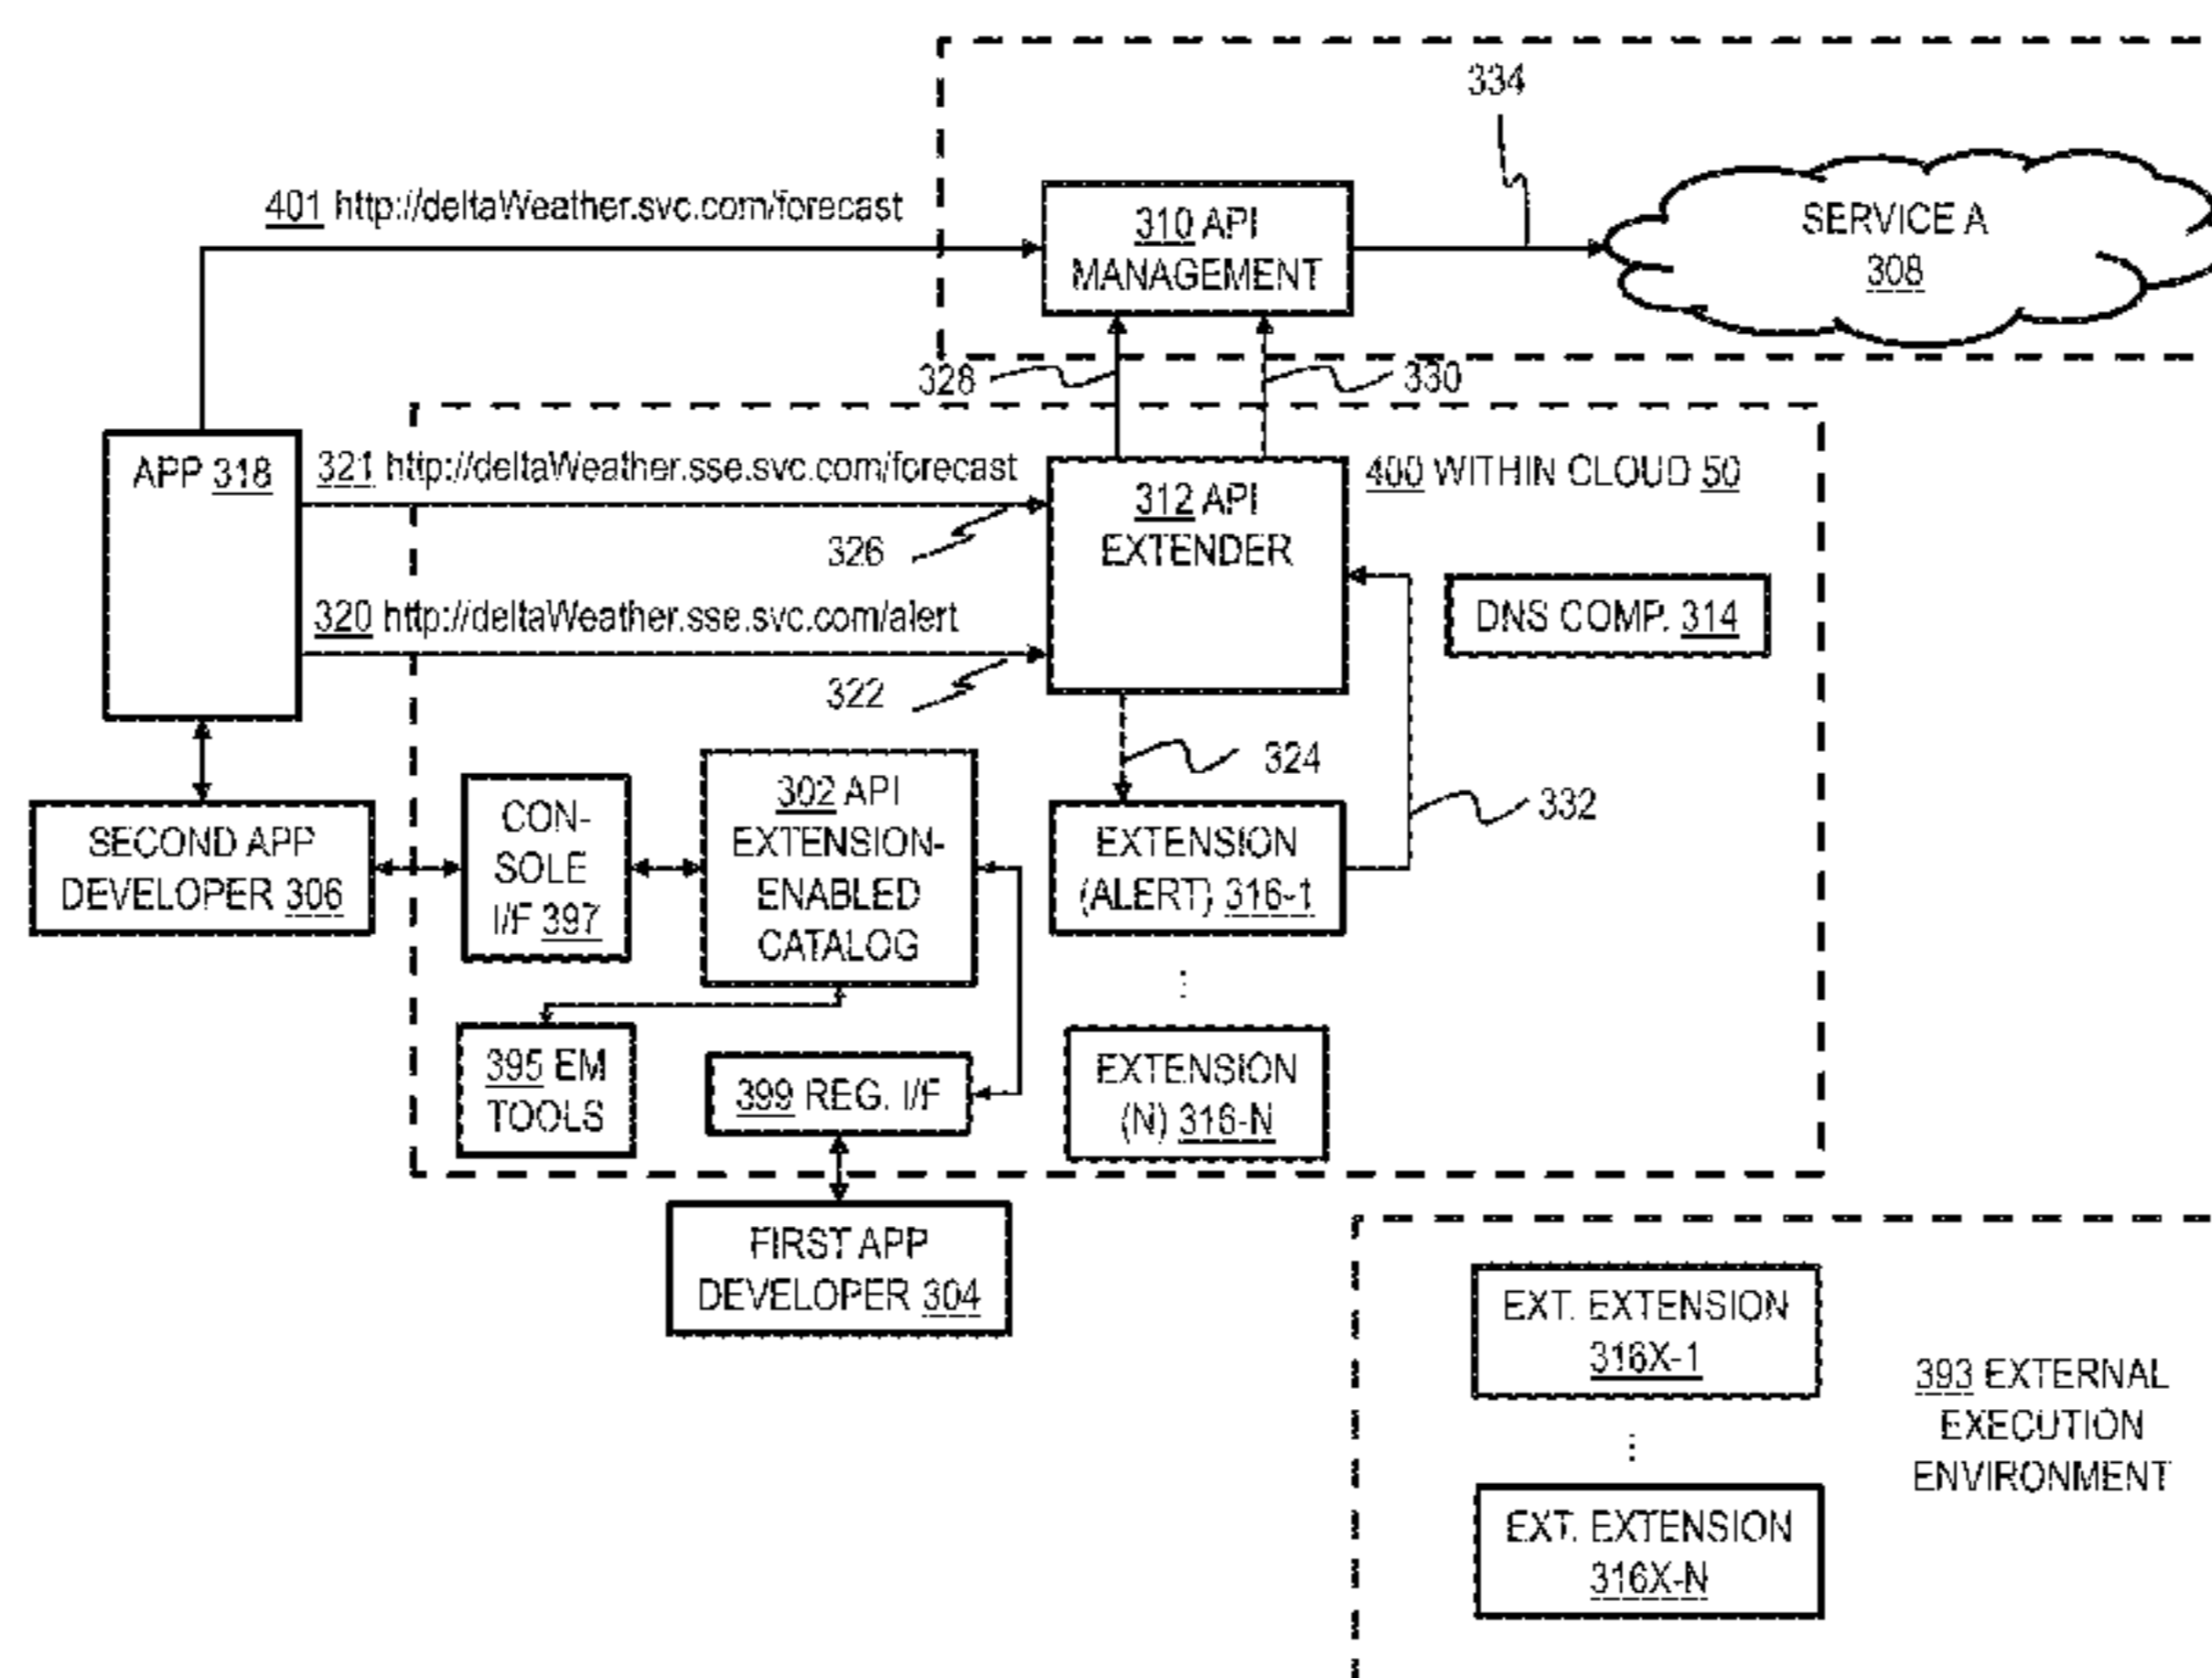 334
401 http://deltaWeather.svc.com/forecast
310 API
MANAGEMENT
SERVICE A
308
328
330
APP 318
321 http://deltaWeather.sse.svc.com/forecast
326
320 http://deltaWeather.sse.svc.com/alert
322
312 API
EXTENDER
400 WITHIN CLOUD 50
DNS COMP. 314
324
332
SECOND APP
DEVELOPER 306
CON-
SOLE
I/F 397
302 API
EXTENSION-
ENABLED
CATALOG
EXTENSION
(ALERT) 316-1
⋮
395 EM
TOOLS
399 REG. I/F
EXTENSION
(N) 316-N
FIRST APP
DEVELOPER 304
EXT. EXTENSION
316X-1
⋮
EXT. EXTENSION
316X-N
393 EXTERNAL
EXECUTION
ENVIRONMENT